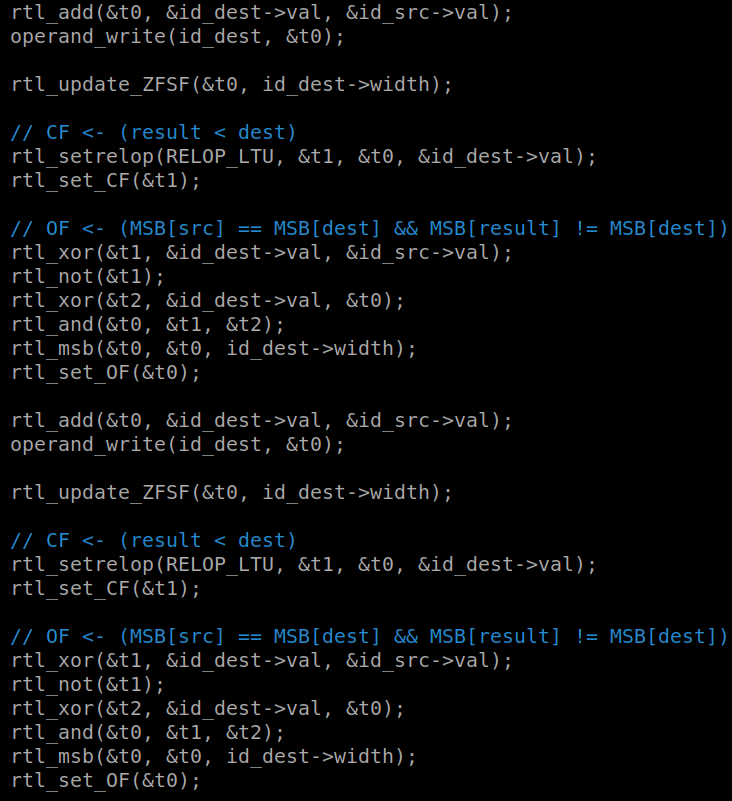 rtl_add(&t0, &id_dest->val, &id_src->val);
operand_write(id_dest, &t0);
rtl_update_ZFSF(&t0, id_dest->width);
// CF <- (result < dest)
rtl_setrelop(RELOP_LTU, &t1, &t0, &id_dest->val);
rtl_set_CF(&t1);
// OF <- (MSB[src] == MSB[dest] && MSB[result] != MSB[dest])
rtl_xor(&t1, &id_dest->val, &id_src->val);
rtl_not(&t1);
rtl_xor(&t2, &id_dest->val, &t0);
rtl_and(&t0, &t1, &t2);
rtl_msb(&t0, &t0, id_dest->width);
rtl_set_OF(&t0);
rtl_add(&t0, &id_dest->val, &id_src->val);
operand_write(id_dest, &t0);
rtl_update_ZFSF(&t0, id_dest->width);
// CF <- (result < dest)
rtl_setrelop(RELOP_LTU, &t1, &t0, &id_dest->val);
rtl_set_CF(&t1);
// OF <- (MSB[src] == MSB[dest] && MSB[result] != MSB[dest])
rtl_xor(&t1, &id_dest->val, &id_src->val);
rtl_not(&t1);
rtl_xor(&t2, &id_dest->val, &t0);
rtl_and(&t0, &t1, &t2);
rtl_msb(&t0, &t0, id_dest->width);
rtl_set_OF(&t0);